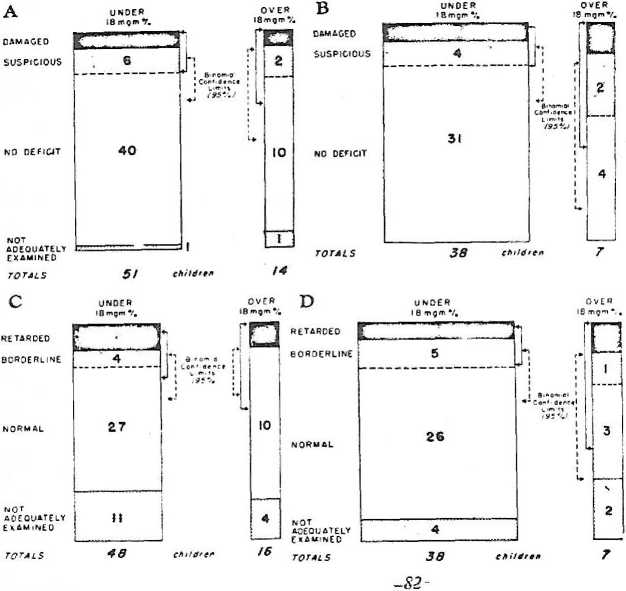 A
UNDER
18 mgm %
OVER
18 mgm %
DAMAGED
SUSPICIOUS
6
2
Binomial
Confidence
Limits
(95%)
NO DEFICIT
40
10
NOT
ADEQUATELY
EXAMINED
1
1
TOTALS 51 children 14
B
UNDER
18 mgm %
OVER
18 mgm %
DAMAGED
SUSPICIOUS
4
2
Binomial
Confidence
Limits
(95%)
NO DEFICIT
31
4
TOTALS 38 children 7
C
UNDER
18 mgm %
OVER
18 mgm %
RETARDED
BORDERLINE
4
Confidence
Limits
95%
NORMAL
27
10
NOT
ADEQUATELY
EXAMINED
11
4
TOTALS 48 children 16
D
UNDER
18 mgm %
OVER
18 mgm %
RETARDED
BORDERLINE
5
1
Binomial
Confidence
Limits
(95%)
NORMAL
26
3
NOT
ADEQUATELY
EXAMINED
4
2
TOTALS 38 children 7
-82-